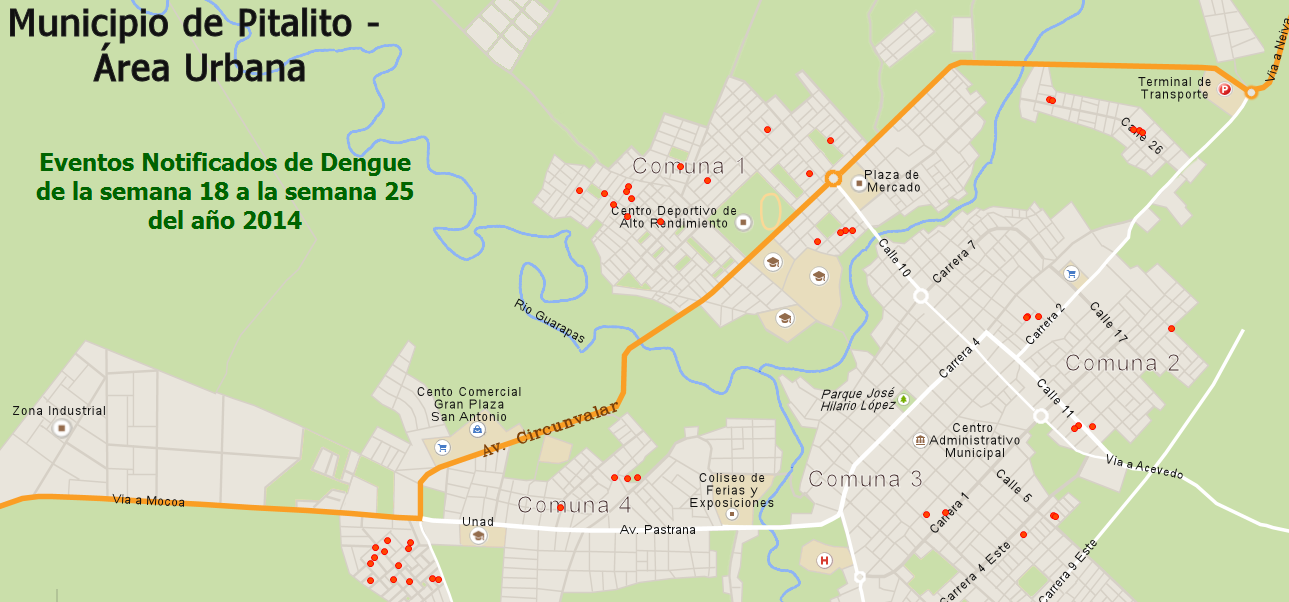 Municipio de Pitalito -
Área Urbana
Eventos Notificados de Dengue
de la semana 18 a la semana 25
del año 2014
Via a Neiva
Terminal de
Transporte
P
Calle 26
Comuna 1
Plaza de
Mercado
Centro Deportivo de
Alto Rendimiento
Calle 10
Carrera 7
Rio Guarapas
Carrera 2
Calle 17
Carrera 4
Comuna 2
Cento Comercial
Gran Plaza
San Antonio
Parque José
Hilario López
Calle 11
Zona Industrial
Av. Circunvalar
Centro
Administrativo
Municipal
Via a Acevedo
Comuna 3
Coliseo de
Ferias y
Exposiciones
Calle 5
Via a Mocoa
Comuna 4
Unad
Av. Pastrana
Carrera 1
H
Carrera 4 Este
Carrera 9 Este